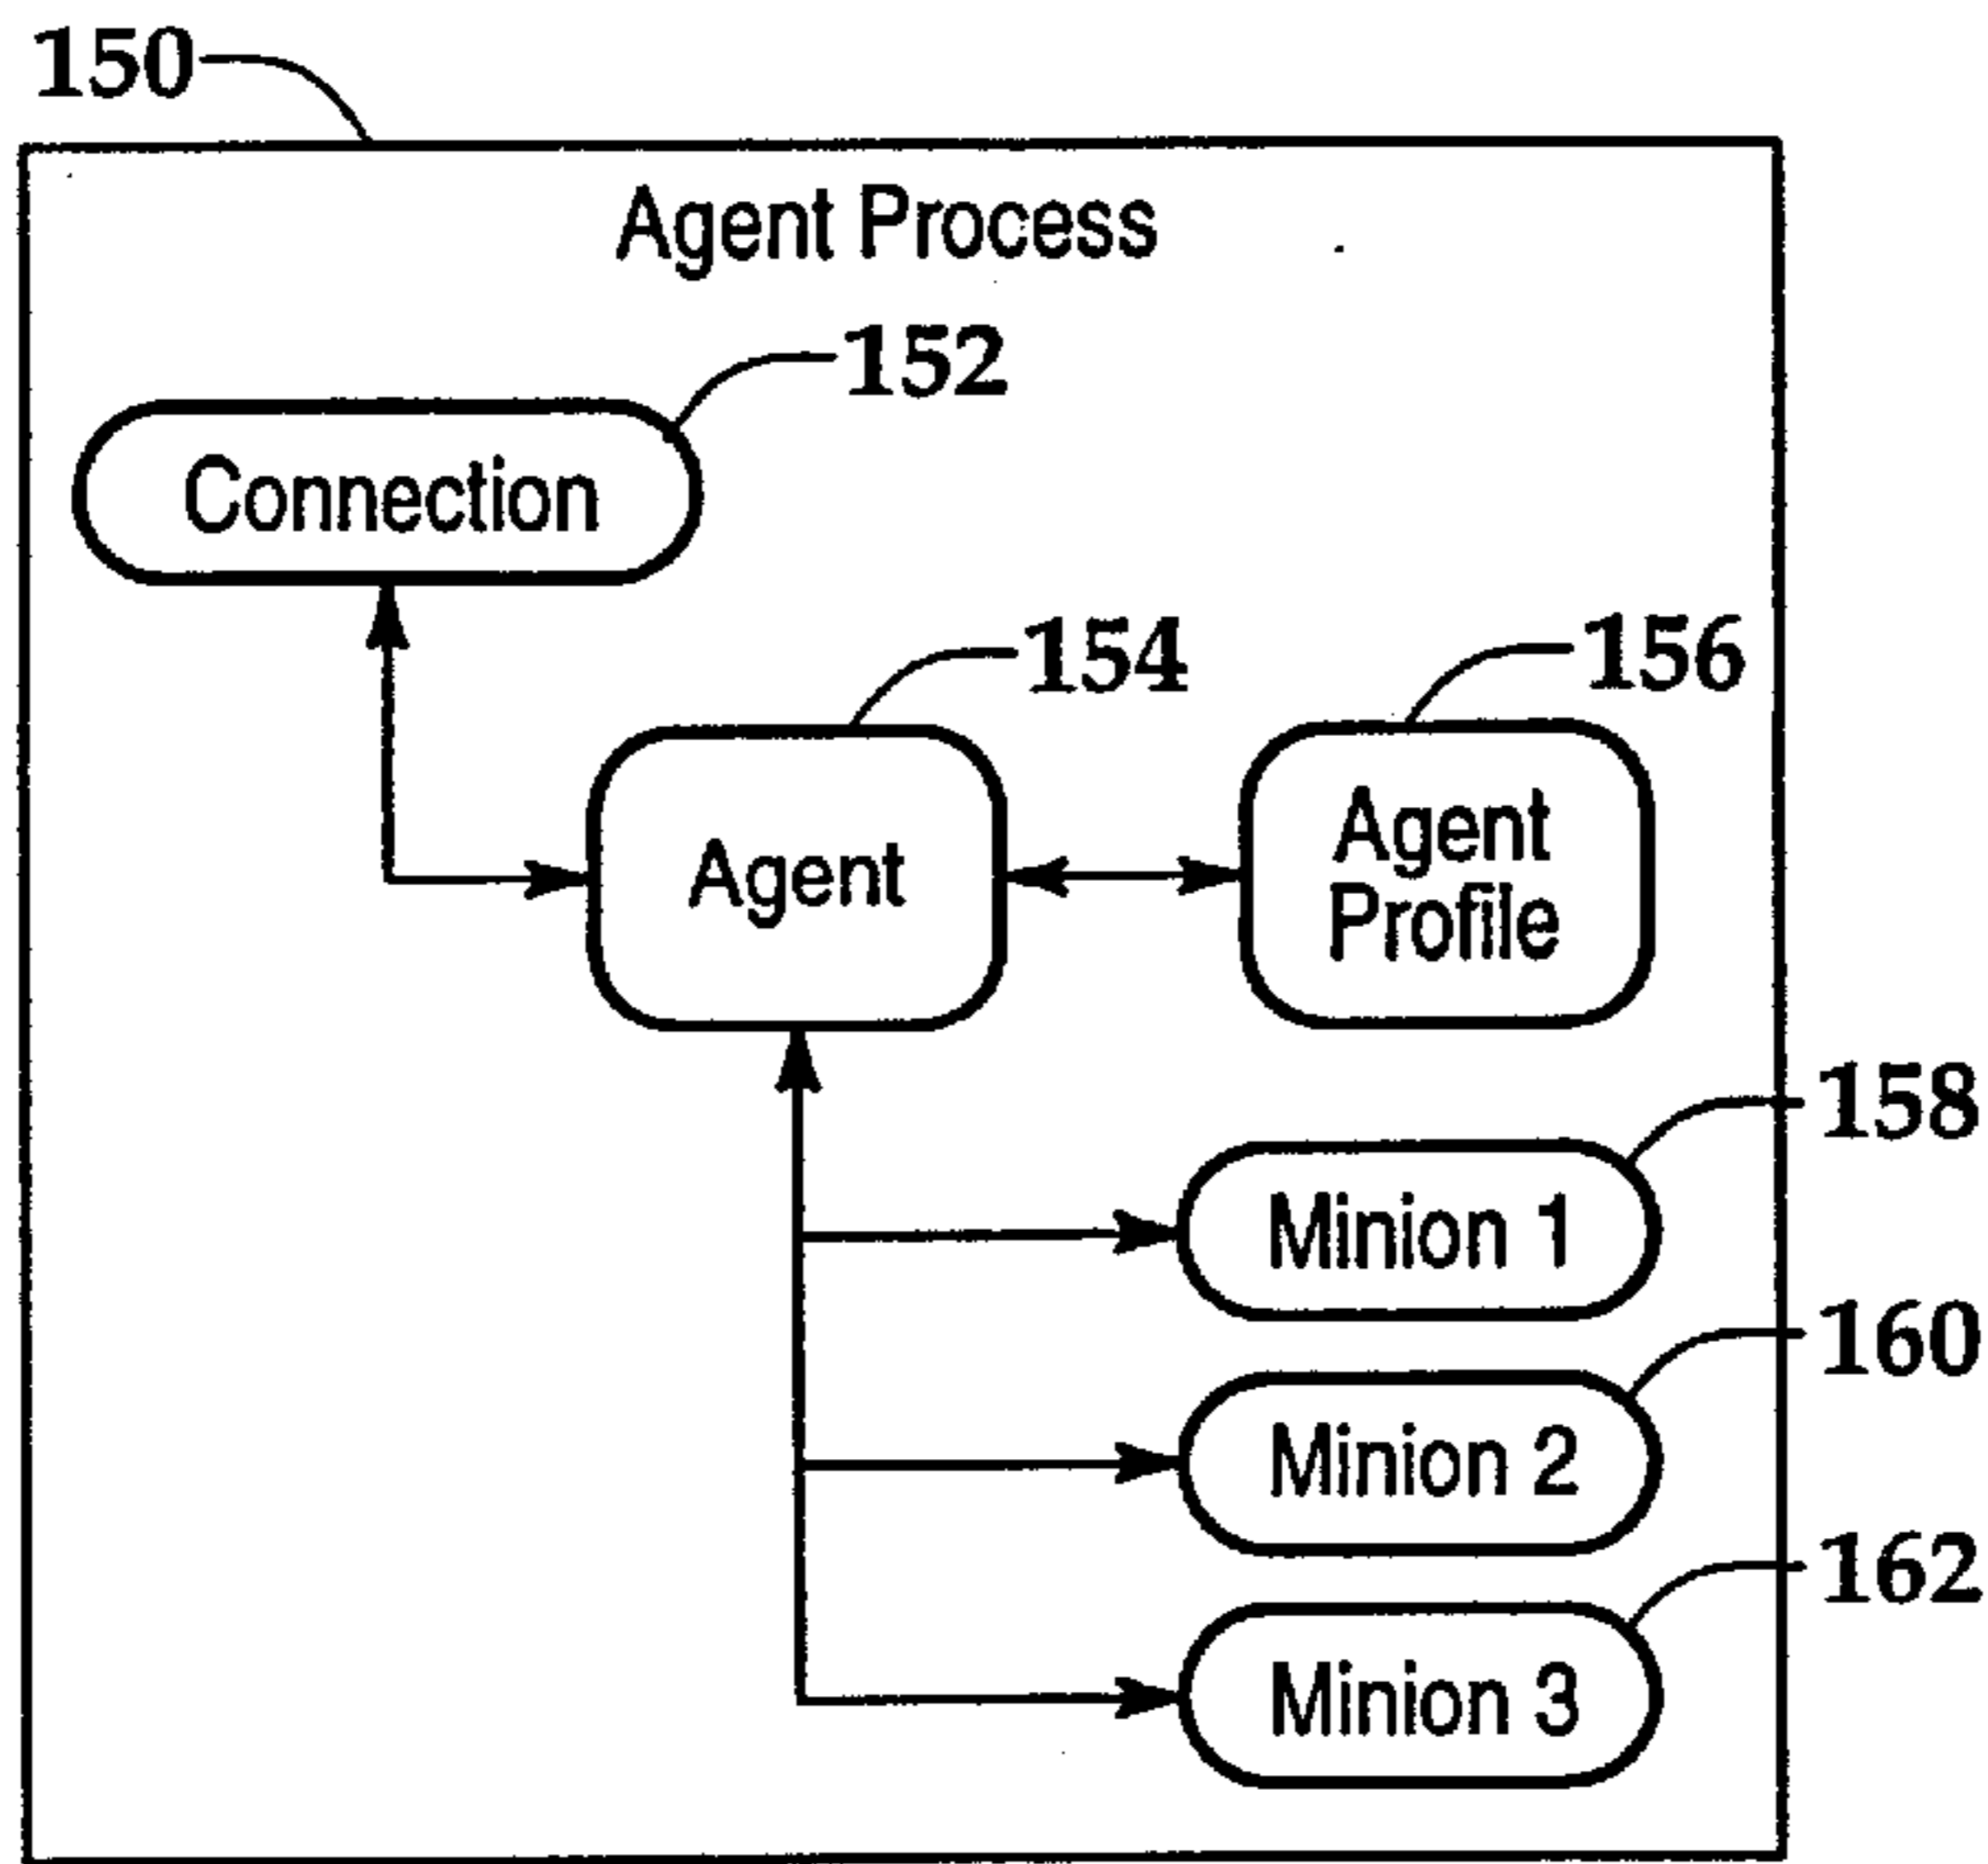 150
Agent Process
152
Connection
154
156
Agent
Agent
Profile
158
Minion 1
160
Minion 2
162
Minion 3